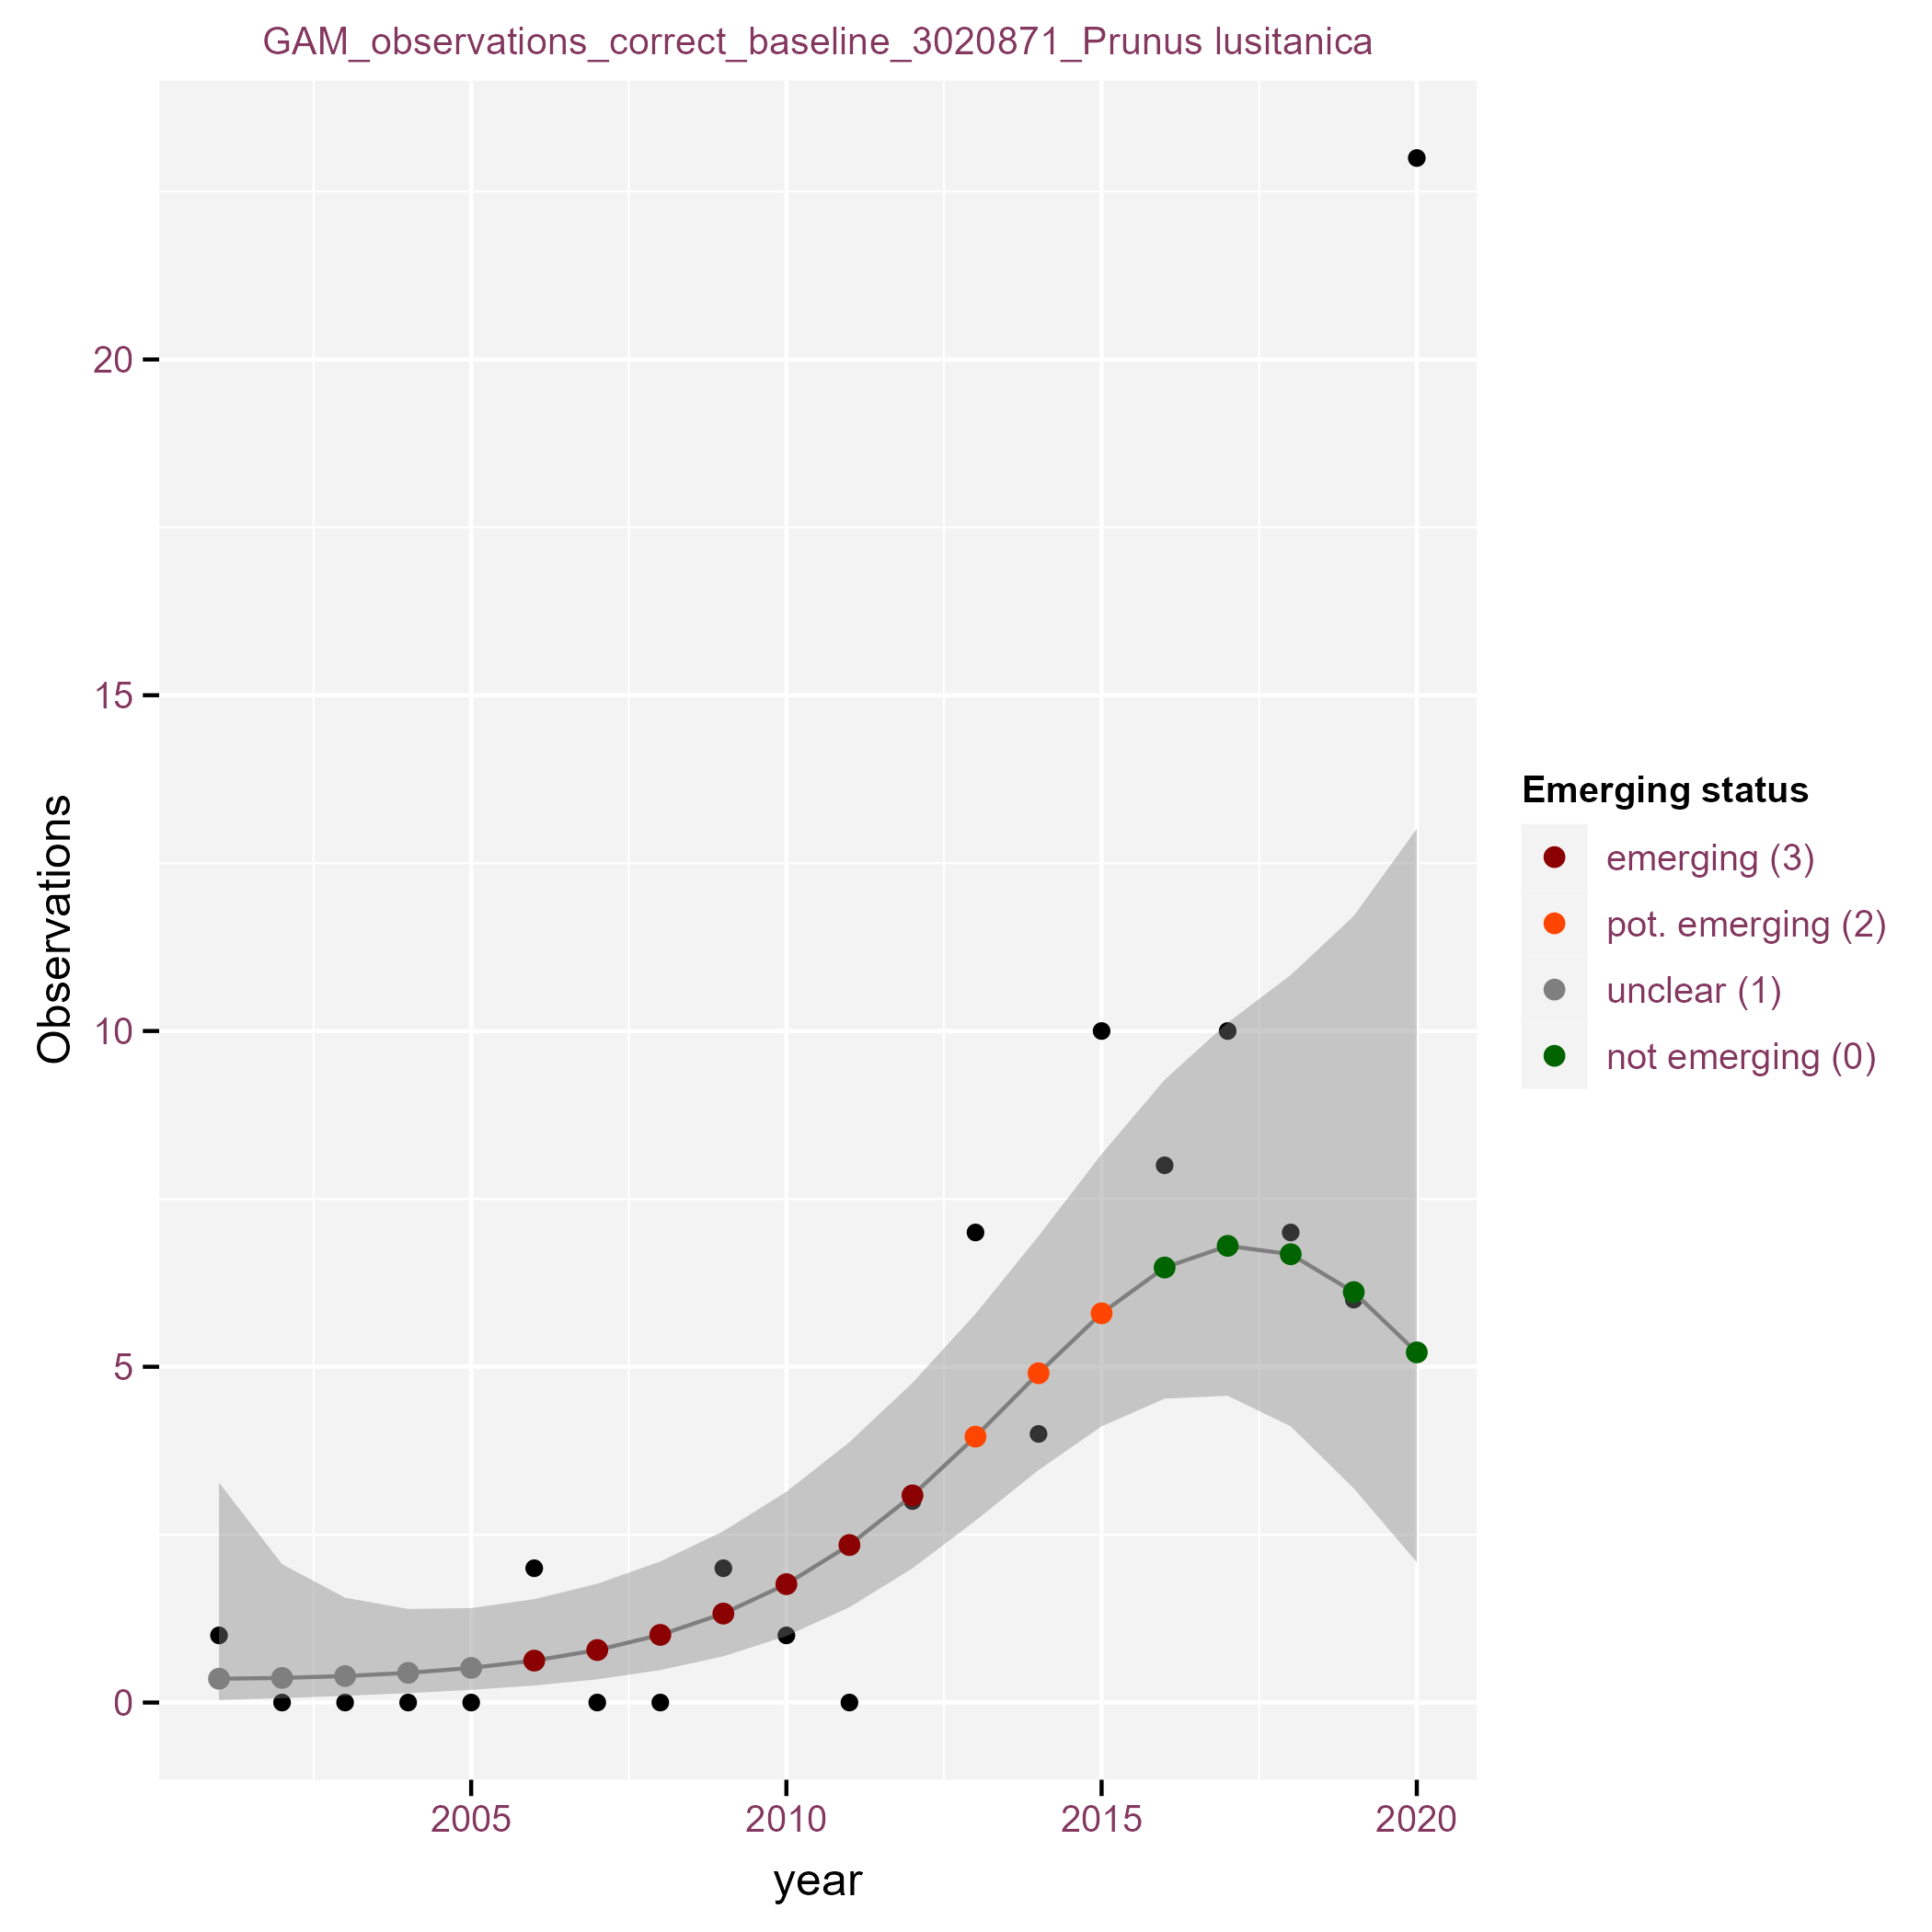 GAM_observations_correct_baseline_3020871_Prunus lusitanica
Observations
20
15
10
5
0
2005
2010
2015
2020
year
Emerging status
emerging (3)
pot. emerging (2)
unclear (1)
not emerging (0)